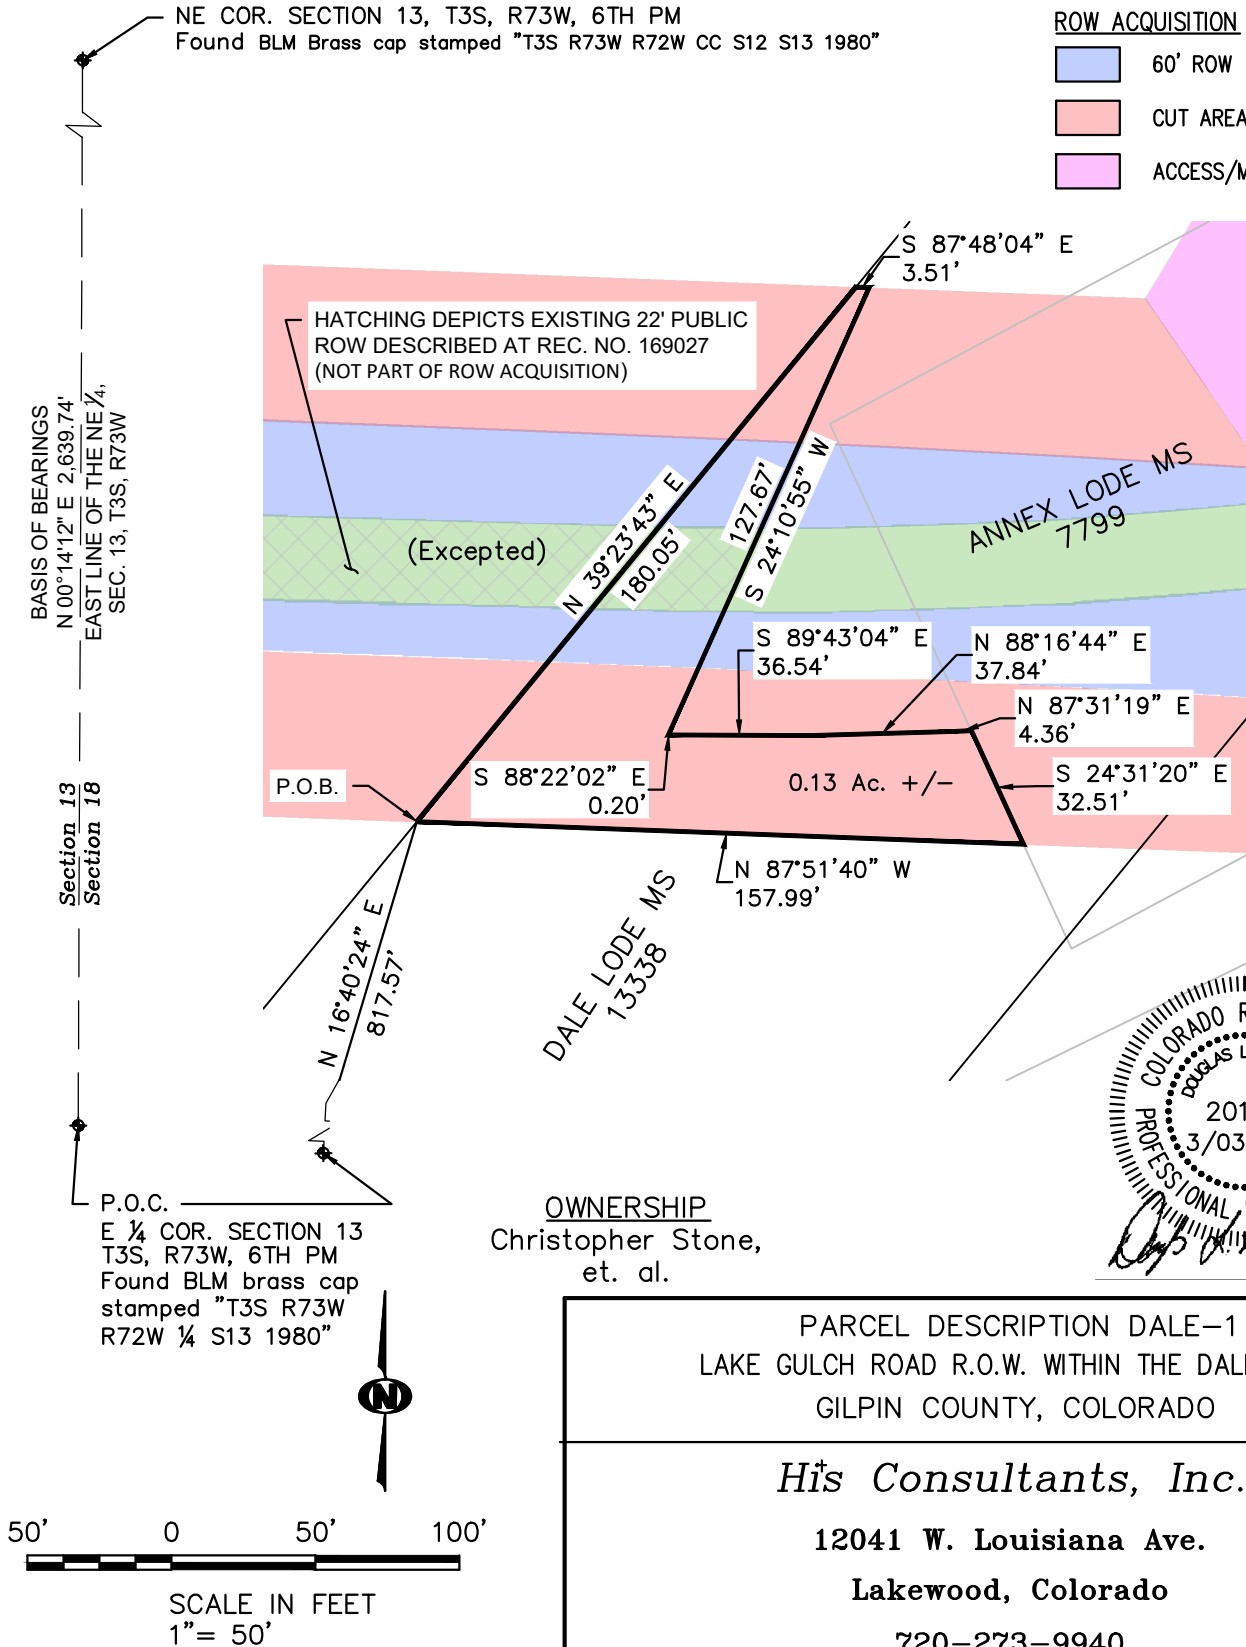 NE COR. SECTION 13, T3S, R73W, 6TH PM
Found BLM Brass cap stamped "T3S R73W R72W CC S12 S13 1980"
ROW ACQUISITION
60' ROW
CUT AREA
S 87°48'04" E
3.51'
HATCHING DEPICTS EXISTING 22' PUBLIC
ROW DESCRIBED AT REC. NO. 169027
(NOT PART OF ROW ACQUISITION)
BASIS OF BEARINGS
N 00°14'12" E 2,639.74'
EAST LINE OF THE NE ¼,
SEC. 13, T3S, R73W
(Excepted)
N 39°23'43" E
180.05'
127.67'
S 24°10'55" W
ANNEX LODE MS
7799
S 89°43'04" E
36.54'
N 88°16'44" E
37.84'
N 87°31'19" E
4.36'
S 24°31'20" E
32.51'
S 88°22'02" E
0.20'
0.13 Ac. +/-
P.O.B.
Section 13
Section 18
N 87°51'40" W
157.99'
DALE LODE MS
13338
N 16°40'24" E
817.57'
COLORADO
DOUGLAS
PROFESSIONAL
P.O.C.
E ¼ COR. SECTION 13
T3S, R73W, 6TH PM
Found BLM brass cap
stamped "T3S R73W
R72W ¼ S13 1980"
OWNERSHIP
Christopher Stone,
et. al.
N
50' 0 50' 100'
SCALE IN FEET
1"= 50'
PARCEL DESCRIPTION DALE-1
LAKE GULCH ROAD R.O.W. WITHIN THE
GILPIN COUNTY, COLORADO
His Consultants, Inc.
12041 W. Louisiana Ave.
Lakewood, Colorado
720-273-9940